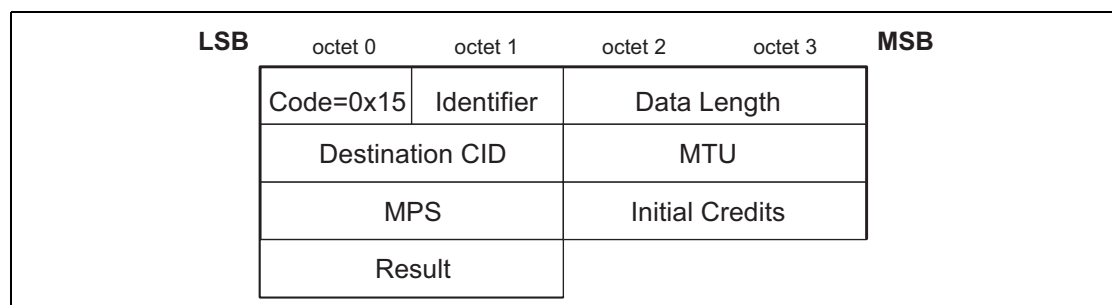 LSB octet 0 octet 1 octet 2 octet 3 MSB
Code=0x15 Identifier Data Length
Destination CID MTU
MPS Initial Credits
Result